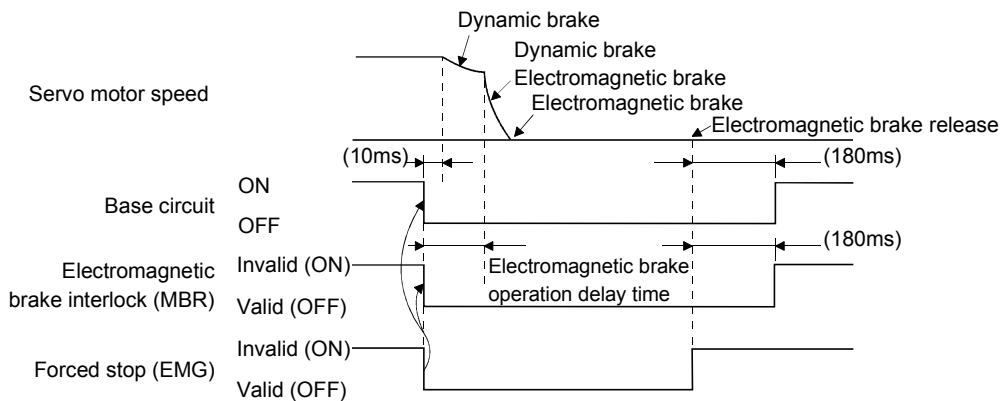 Dynamic brake
Dynamic brake
Electromagnetic brake
Electromagnetic brake
Servo motor speed
Electromagnetic brake release
(10ms)
(180ms)
ON
Base circuit
OFF
(180ms)
Electromagnetic
brake interlock (MBR)
Invalid (ON)
Valid (OFF)
Electromagnetic brake
operation delay time
Forced stop (EMG)
Invalid (ON)
Valid (OFF)